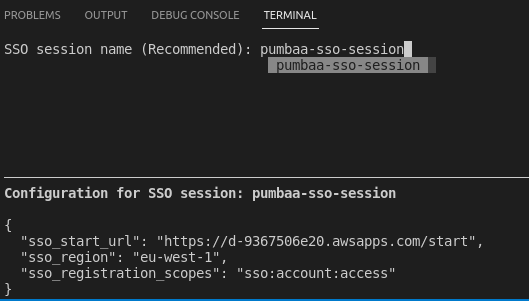 PROBLEMS OUTPUT DEBUG CONSOLE TERMINAL
SSO session name (Recommended): pumbaa-sso-session
pumbaa-sso-session
Configuration for SSO session: pumbaa-sso-session
{
  "sso_start_url": "https://d-9367506e20.awsapps.com/start",
  "sso_region": "eu-west-1",
  "sso_registration_scopes": "sso:account:access"
}